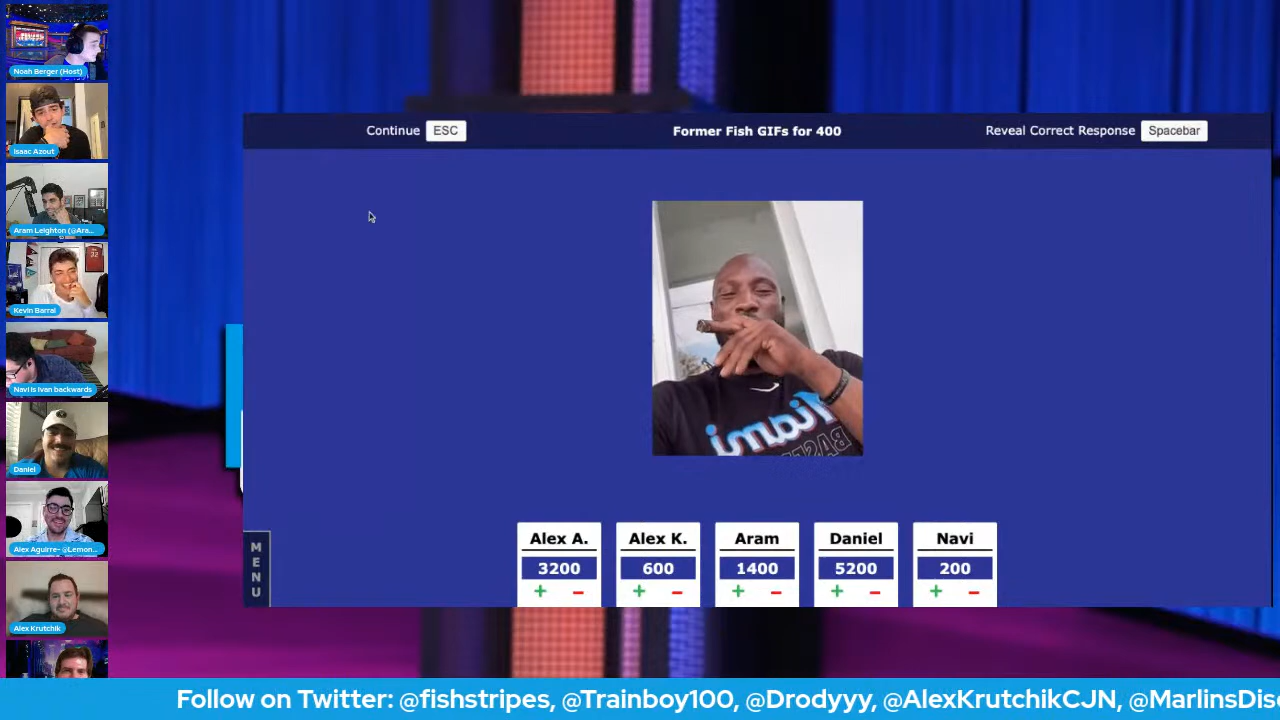 Noah Berger (Host)
Isaac Azout
Aram Leighton (@Ara...
Kevin Barral
Navi is Ivan backwards
Daniel
Alex Aguirre- @Lemon...
Alex Krutchik
Continue ESC
Former Fish GIFs for 400
Reveal Correct Response Spacebar
Miami
MENU
Alex A. Alex K. Aram Daniel Navi
3200 600 1400 5200 200
+ − + − + − + − + −
Follow on Twitter: @fishstripes, @Trainboy100, @Drodyyy, @AlexKrutchikCJN, @MarlinsDis